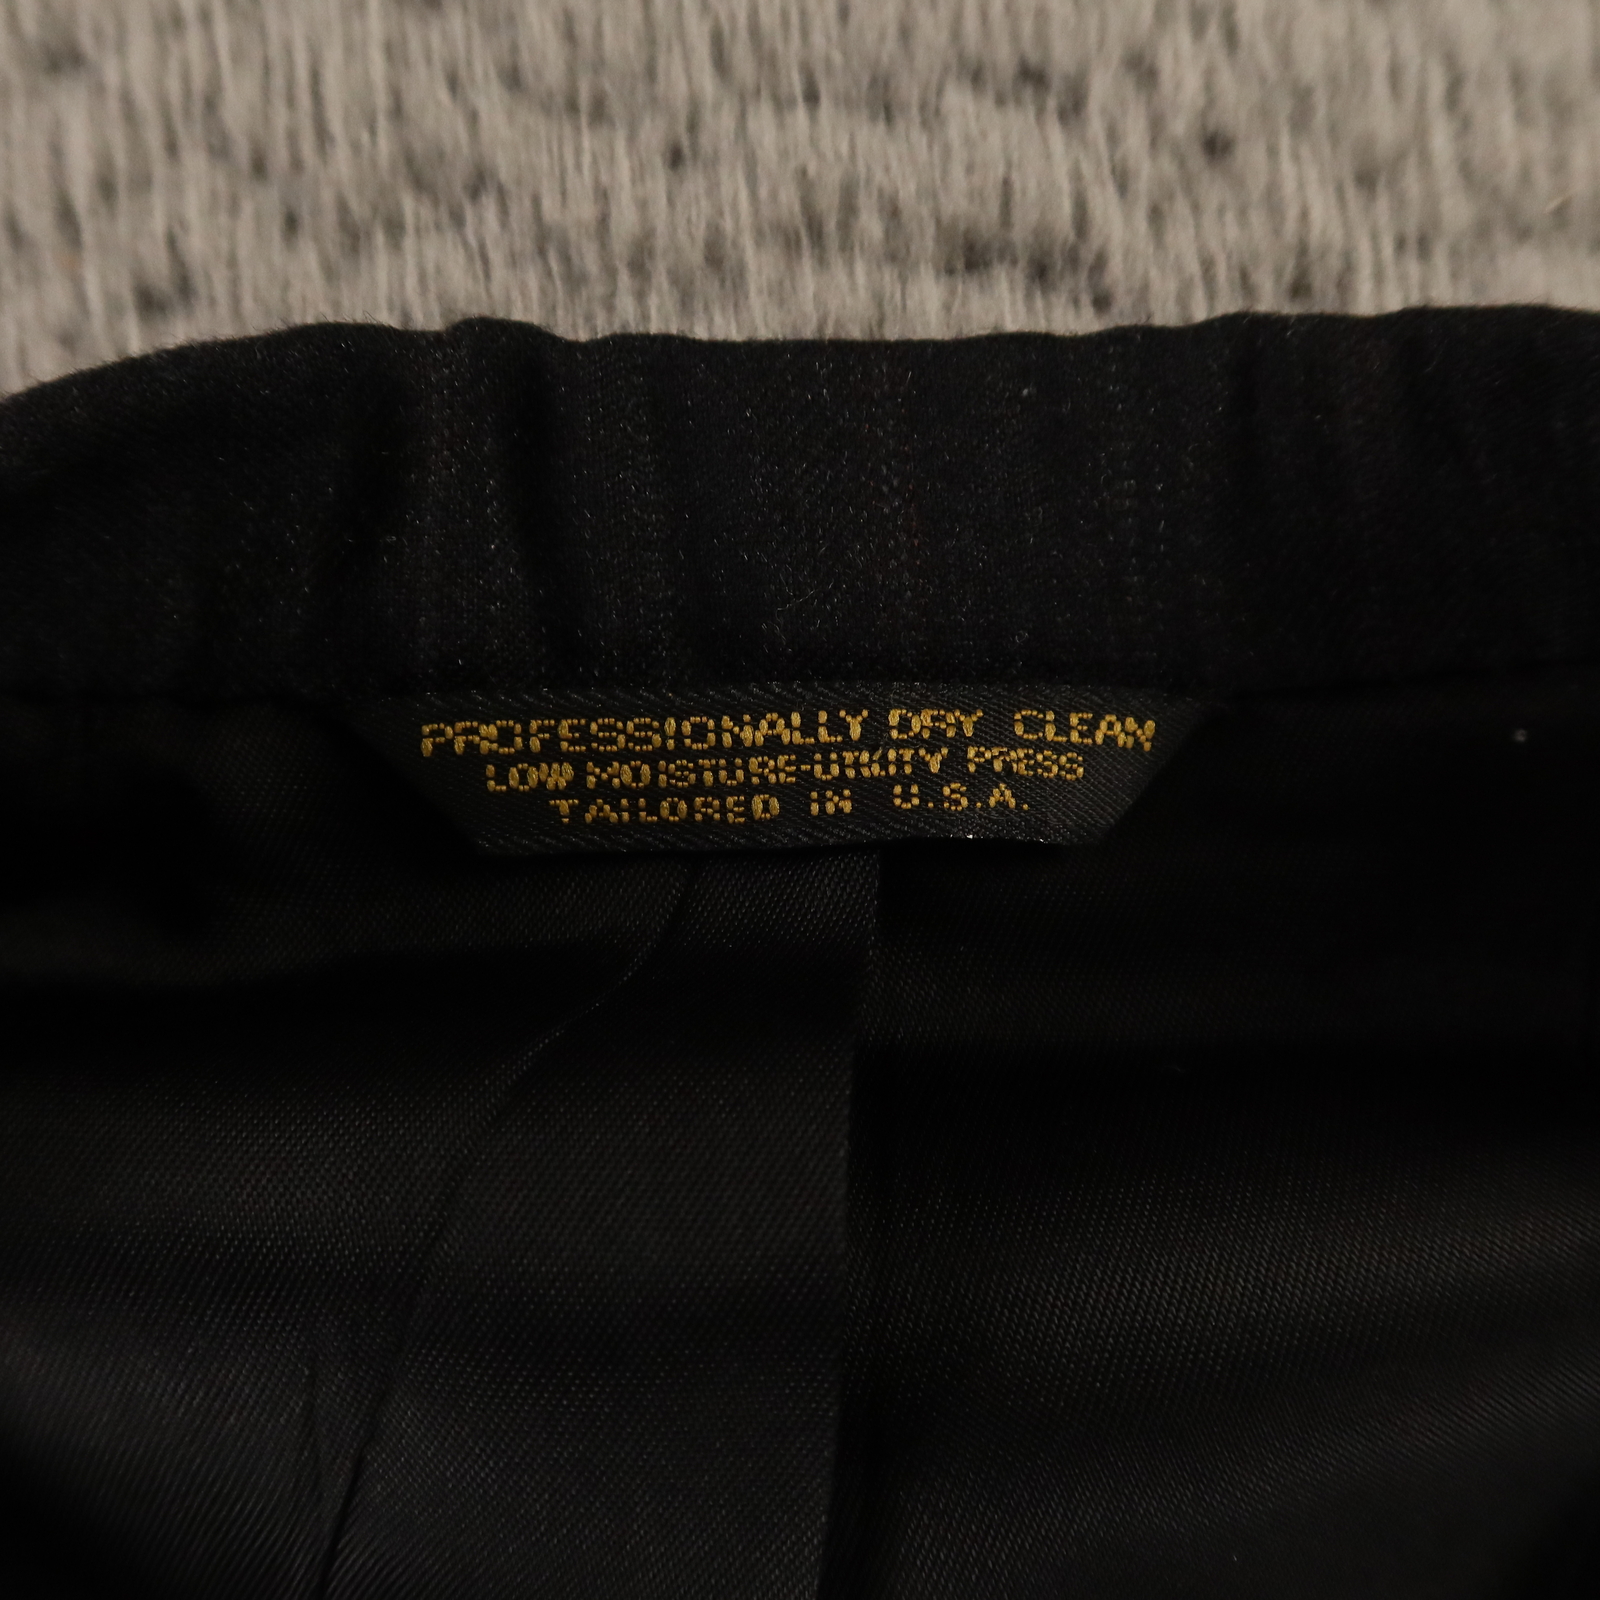 PROFESSIONALLY DRY CLEAN
LOW MOISTURE-UTILITY PRESS
TAILORED IN U.S.A.